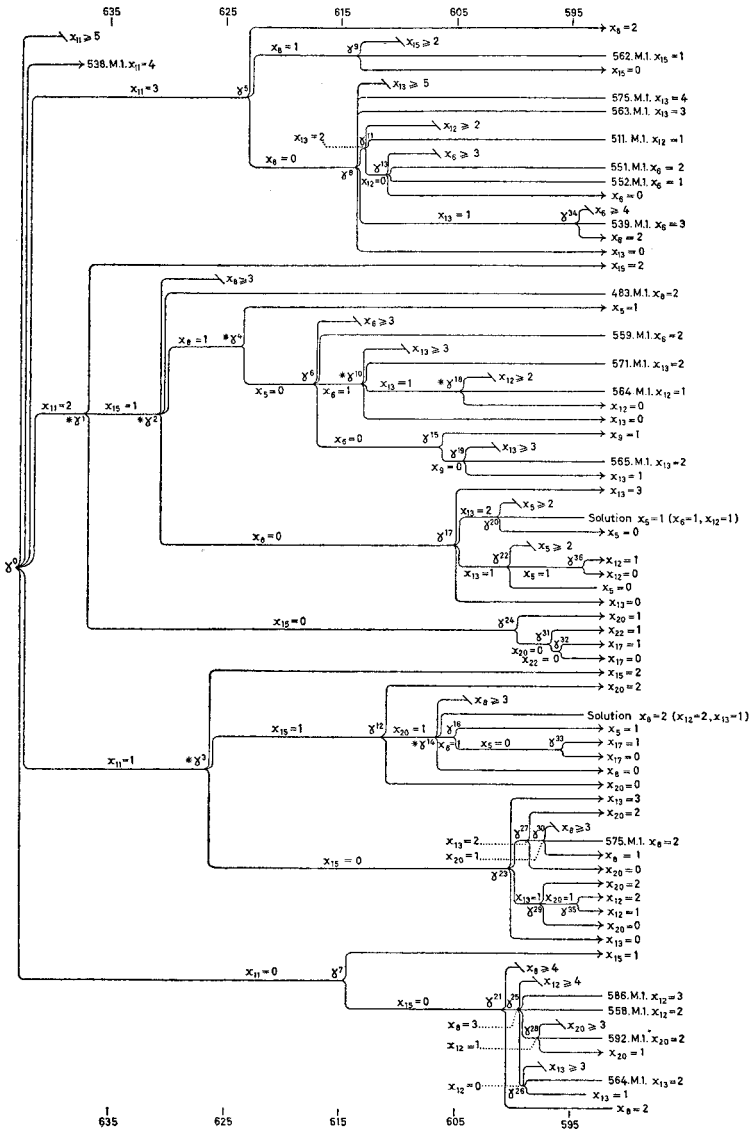 635 625 615 605 595
x₈=2
x₁₁≥5
x₁₅≥2
538.M.I. x₁₁=4
x₈=1
γ⁹
562.M.I. x₁₅=1
x₁₅=0
x₁₁=3
γ⁵
x₁₃≥5
575.M.I. x₁₃=4
563.M.I. x₁₃=3
x₁₂≥2
x₁₃=2
γ¹¹
511.M.I. x₁₂=1
x₆≥3
x₈=0
γ⁸
γ¹³
551.M.I. x₆=2
x₁₂=0
552.M.I. x₆=1
x₆=0
x₁₃=1
γ³⁴
x₆≥4
539.M.I. x₆=3
x₈=2
x₁₃=0
x₁₅=2
x₈≥3
483.M.I. x₈=2
x₅=1
x₆≥3
x₈=1
*γ⁴
559.M.I. x₆=2
x₁₃≥3
571.M.I. x₁₃=2
γ⁶
x₅=0
x₆=1
*γ¹⁰
x₁₃=1
*γ¹⁸
x₁₂≥2
564.M.I. x₁₂=1
x₁₂=0
x₁₃=0
x₁₁=2
*γ¹
x₁₅=1
*γ²
x₉=1
x₆=0
γ¹⁵
x₁₃≥3
γ¹⁹
x₉=0
565.M.I. x₁₃=2
x₁₃=1
x₁₃=3
x₅≥2
x₁₃=2
γ²⁰
Solution x₅=1 (x₆=1, x₁₂=1)
x₅=0
x₈=0
γ¹⁷
x₅≥2
γ²²
γ³⁶
x₁₂=1
x₁₃=1
x₆=1
x₁₂=0
x₅=0
x₁₃=0
γ⁰
x₁₅=0
γ²⁴
x₂₀=1
γ³¹
x₂₂=1
γ³²
x₂₀=0
x₁₇=1
x₂₂=0
x₁₇=0
x₁₅=2
x₂₀=2
x₈≥3
Solution x₈=2 (x₁₂=2, x₁₃=1)
x₁₅=1
γ¹²
x₂₀=1
*γ¹⁴
γ¹⁶
x₅=1
x₈=1
x₅=0
γ³³
x₁₇=1
x₁₇=0
x₁₁=1
*γ³
x₈=0
x₂₀=0
x₁₃=3
x₂₀=2
γ²⁷
γ³⁰
x₈≥3
x₁₃=2
575.M.I. x₈=2
x₂₀=1
x₈=1
x₁₅=0
γ²³
x₂₀=0
x₂₀=2
x₁₃=1
x₂₀=1
x₁₂=2
γ²⁹
γ³⁵
x₁₂=1
x₂₀=0
x₁₃=0
x₁₁=0
γ⁷
x₁₅=1
x₈≥4
x₁₂≥4
x₁₅=0
γ²¹
γ²⁵
586.M.I. x₁₂=3
558.M.I. x₁₂=2
x₈=3
γ²⁸
x₂₀≥3
x₁₂=1
592.M.I. x₂₀=2
x₂₀=1
x₁₃≥3
x₁₂=0
γ²⁶
564.M.I. x₁₃=2
x₁₃=1
x₈=2
635 625 615 605 595